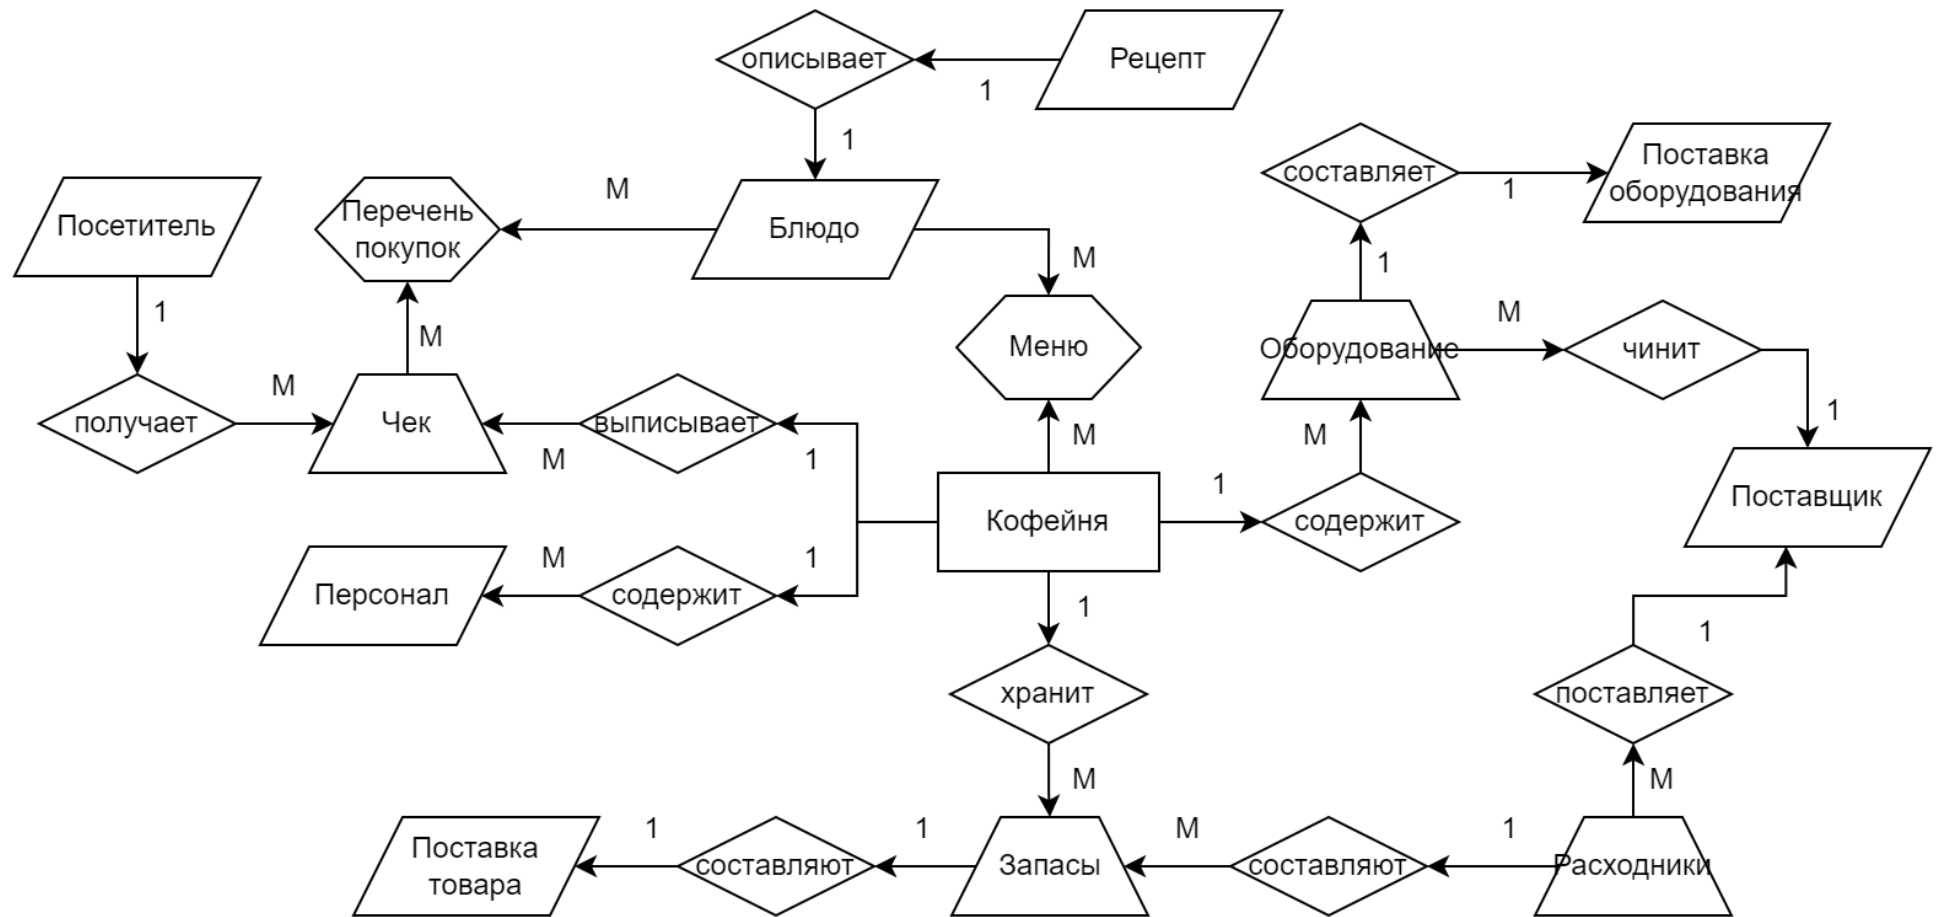 описывает
Рецепт
1
1
составляет
Поставка
оборудования
1
Посетитель
Перечень
покупок
М
Блюдо
М
1
1
М
Меню
Оборудование
М
чинит
1
М
получает
М
Чек
М
выписывает
1
М
М
Кофейня
1
содержит
Поставщик
Персонал
М
содержит
1
1
хранит
М
1
поставляет
М
Поставка
товара
1
составляют
1
Запасы
М
составляют
1
Расходники